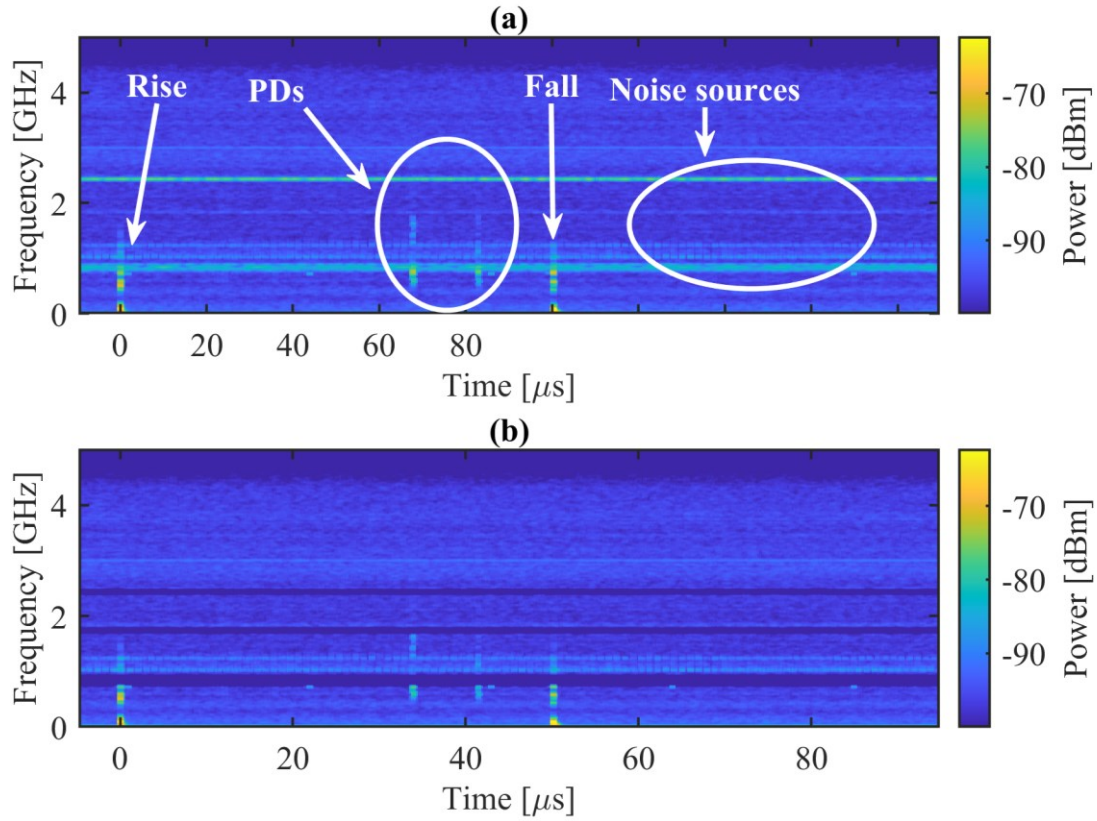 (a)
Rise
PDs
Fall
Noise sources
4
2
0
Frequency [GHz]
0 20 40 60 80
Time [μs]
-70
-80
-90
Power [dBm]
(b)
4
2
0
Frequency [GHz]
0 20 40 60 80
Time [μs]
-70
-80
-90
Power [dBm]